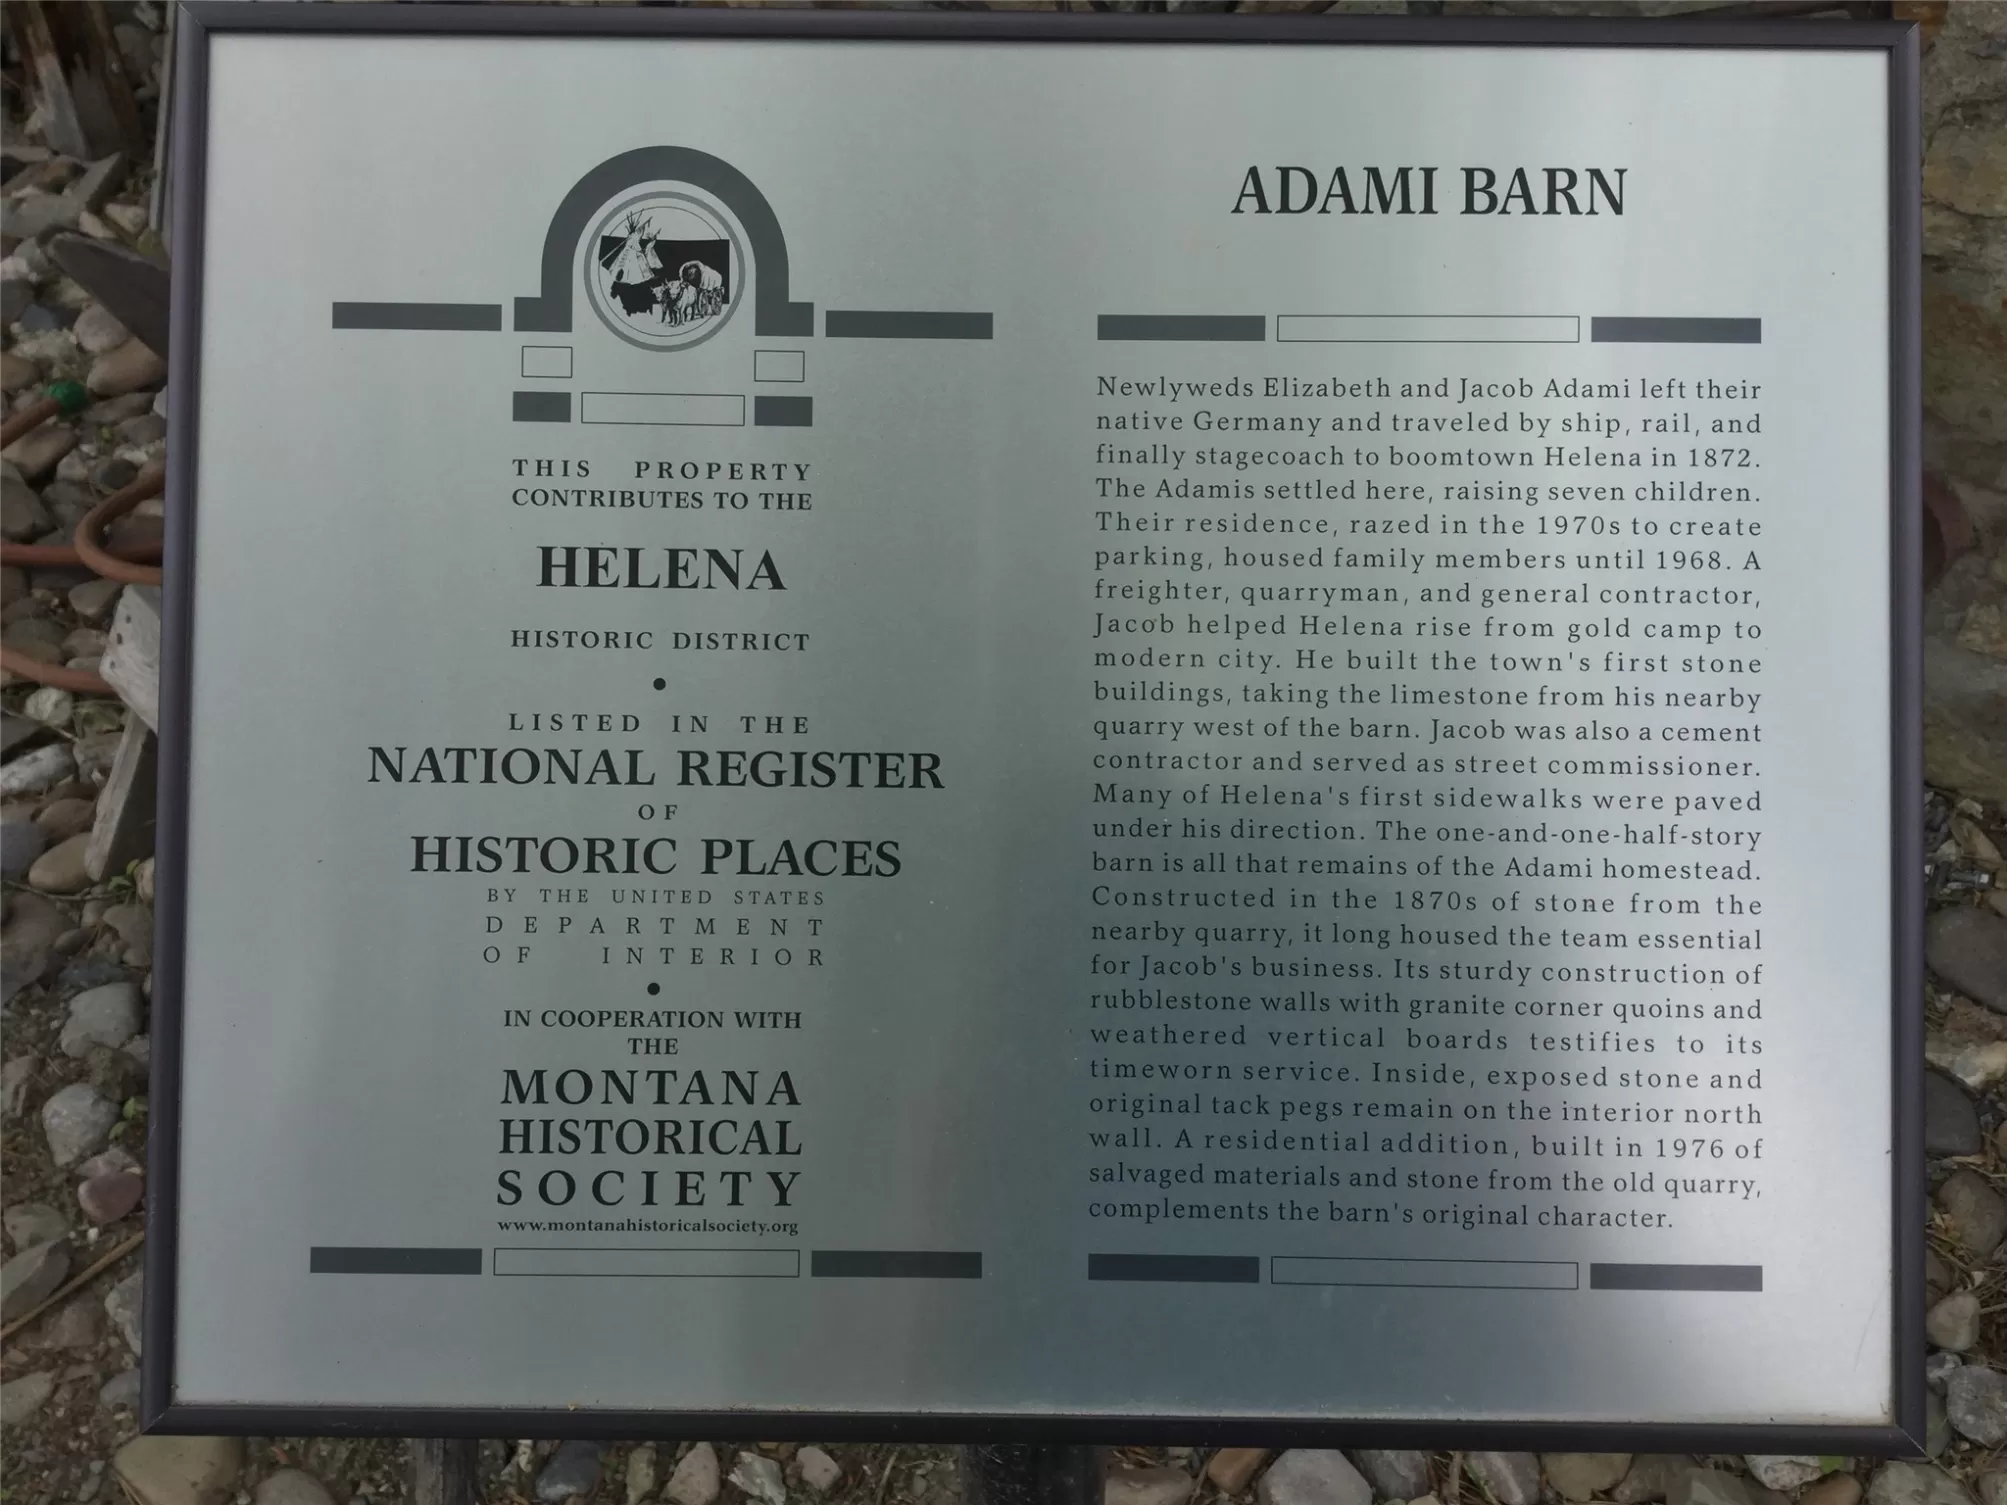 THIS PROPERTY
CONTRIBUTES TO THE
HELENA
HISTORIC DISTRICT
•
LISTED IN THE
NATIONAL REGISTER
OF
HISTORIC PLACES
BY THE UNITED STATES
DEPARTMENT
OF INTERIOR
•
IN COOPERATION WITH
THE
MONTANA
HISTORICAL
SOCIETY
www.montanahistoricalsociety.org
ADAMI BARN
Newlyweds Elizabeth and Jacob Adami left their
native Germany and traveled by ship, rail, and
finally stagecoach to boomtown Helena in 1872.
The Adamis settled here, raising seven children.
Their residence, razed in the 1970s to create
parking, housed family members until 1968. A
freighter, quarryman, and general contractor,
Jacob helped Helena rise from gold camp to
modern city. He built the town's first stone
buildings, taking the limestone from his nearby
quarry west of the barn. Jacob was also a cement
contractor and served as street commissioner.
Many of Helena's first sidewalks were paved
under his direction. The one-and-one-half-story
barn is all that remains of the Adami homestead.
Constructed in the 1870s of stone from the
nearby quarry, it long housed the team essential
for Jacob's business. Its sturdy construction of
rubblestone walls with granite corner quoins and
weathered vertical boards testifies to its
timeworn service. Inside, exposed stone and
original tack pegs remain on the interior north
wall. A residential addition, built in 1976 of
salvaged materials and stone from the old quarry,
complements the barn's original character.